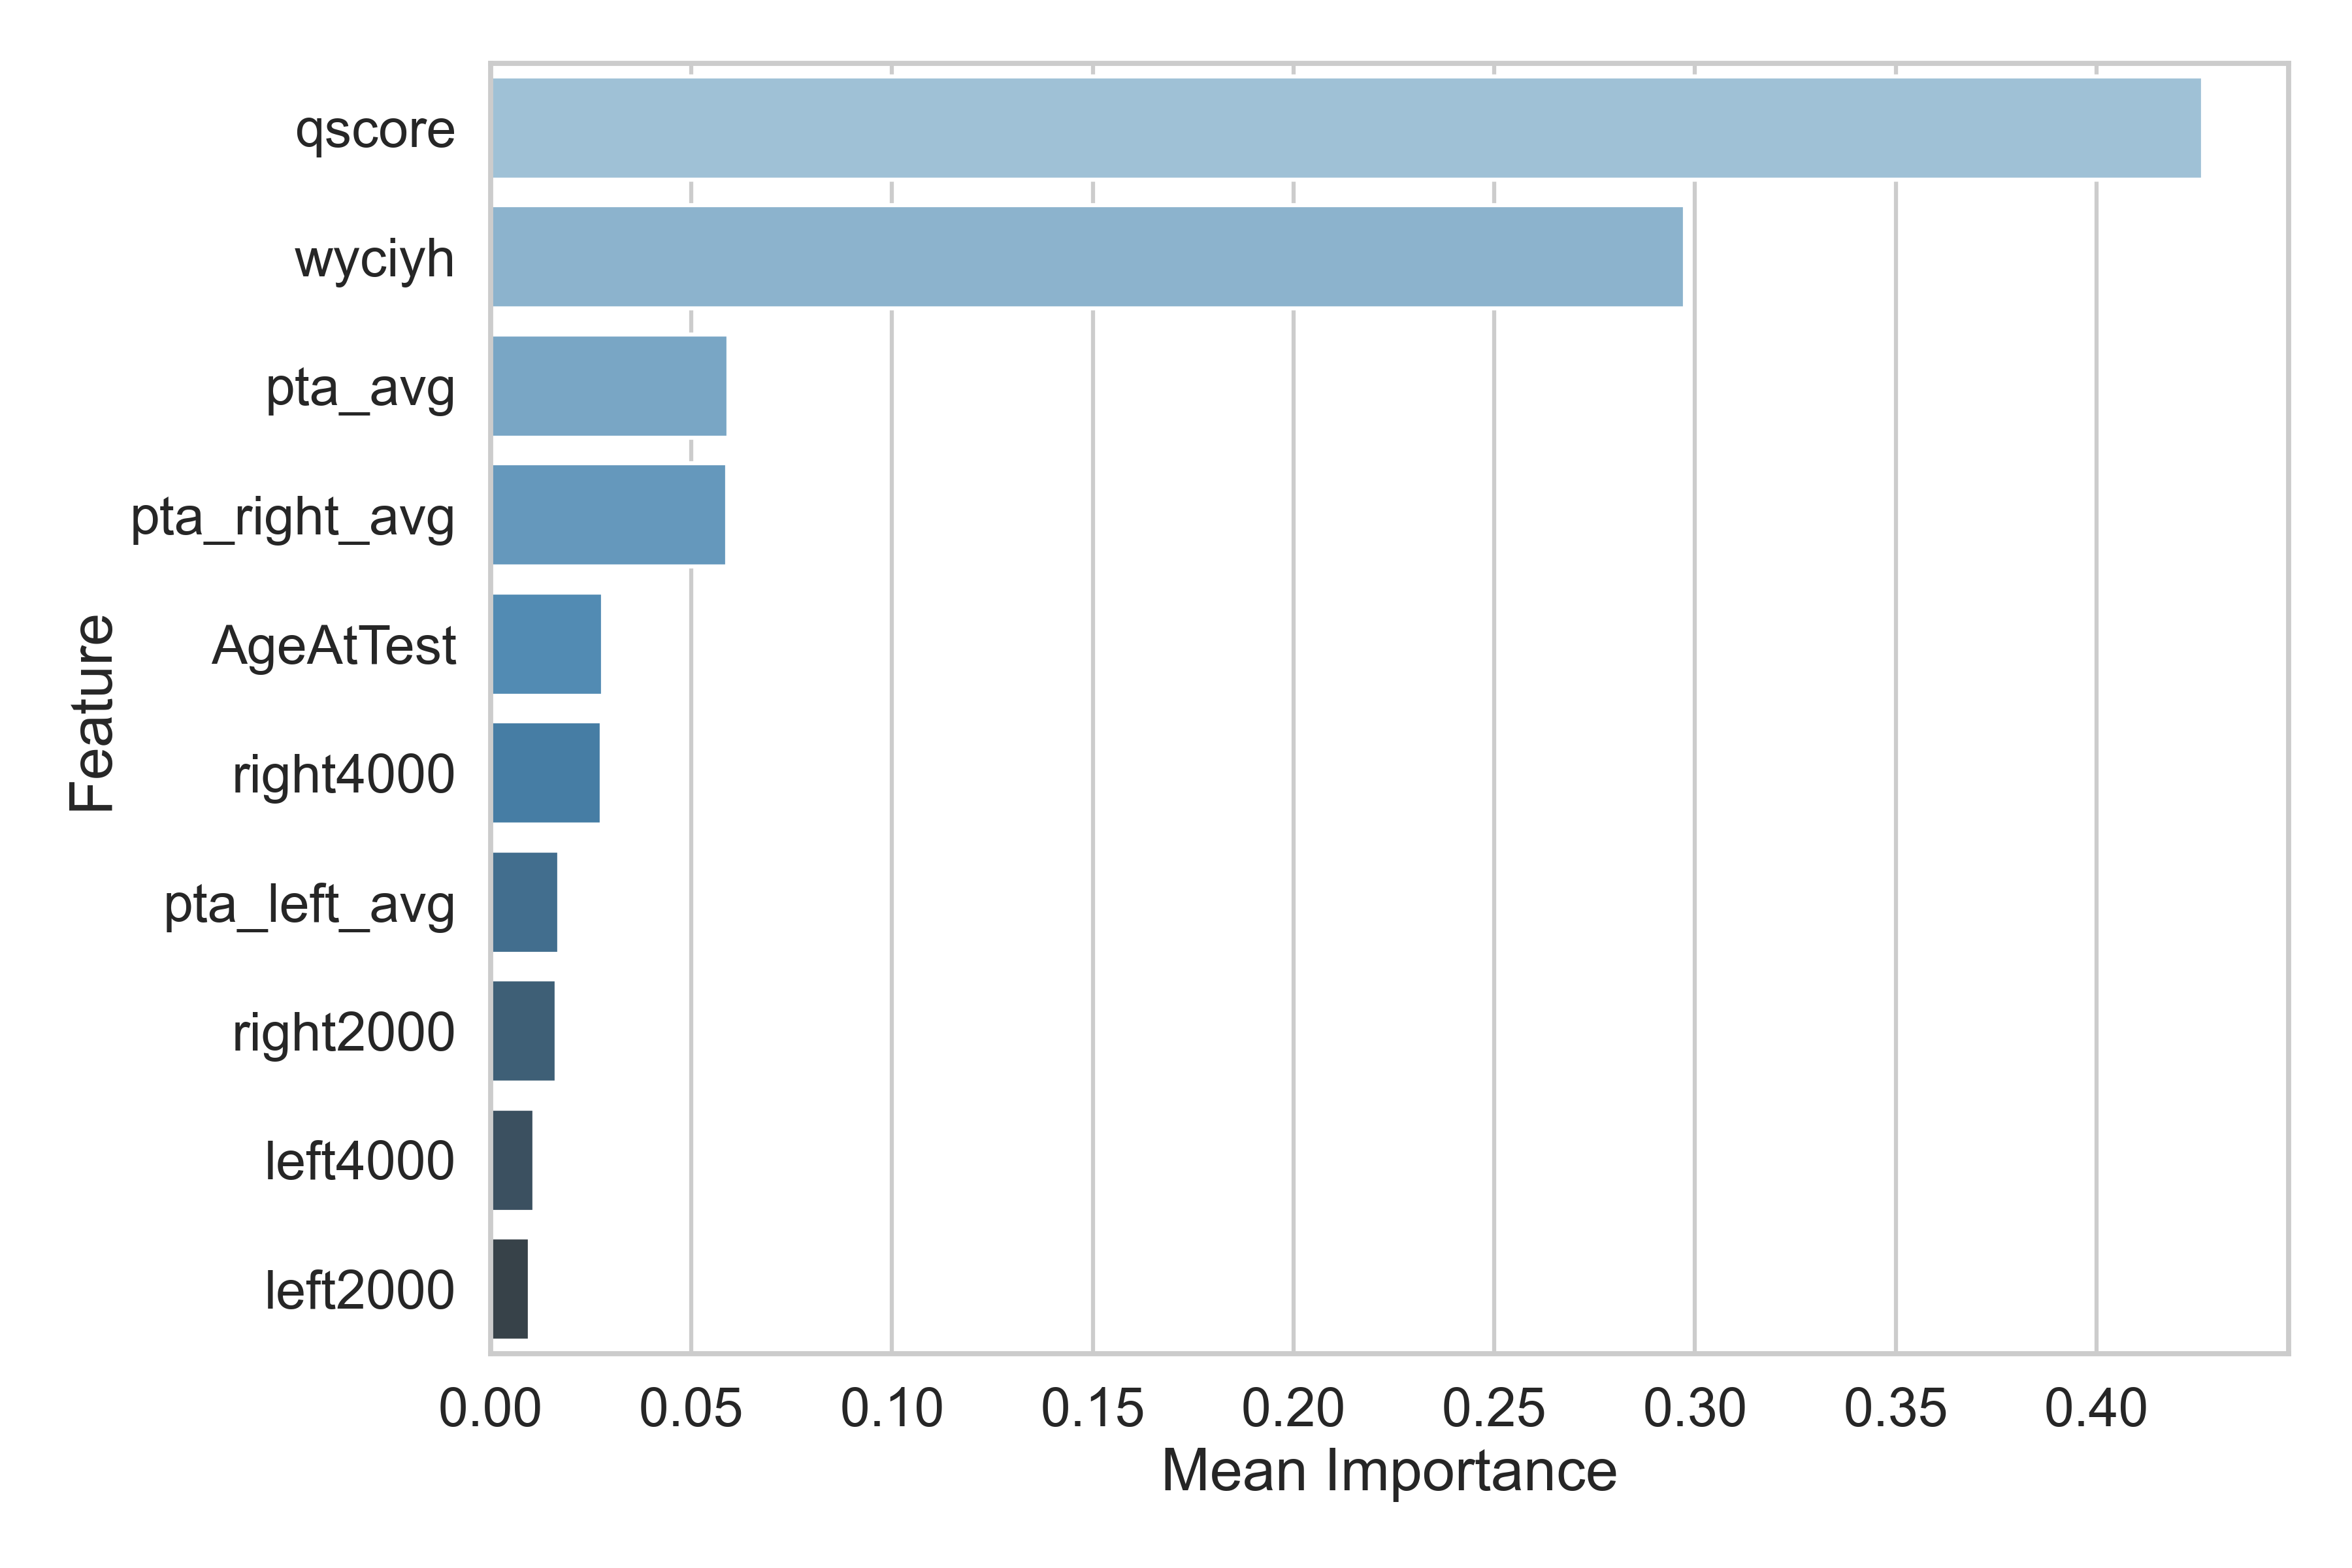 qscore
wyciyh
pta_avg
pta_right_avg
AgeAtTest
right4000
pta_left_avg
right2000
left4000
left2000
Feature
0.00 0.05 0.10 0.15 0.20 0.25 0.30 0.35 0.40
Mean Importance